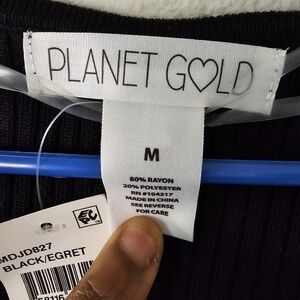 PLANET GOLD
M
80% RAYON
20% POLYESTER
RN #104317
MADE IN CHINA
SEE REVERSE
FOR CARE
MDJD827
BLACK/EGRET